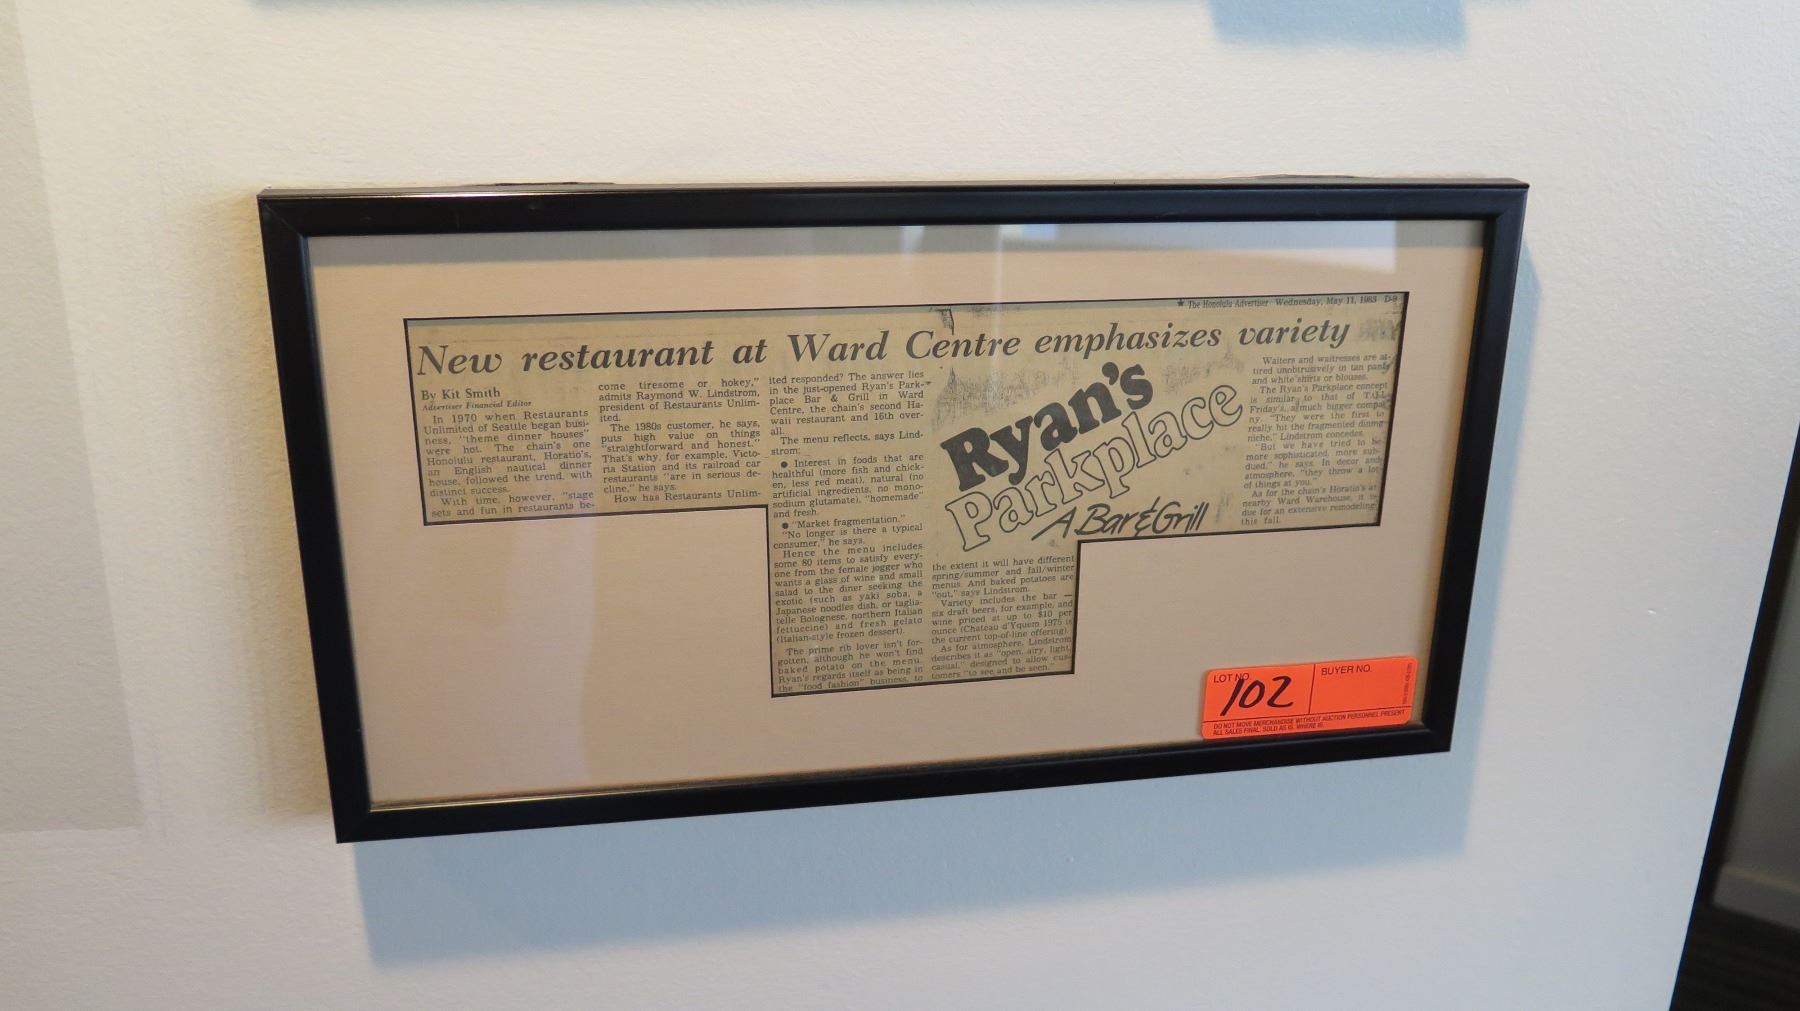 ★ The Honolulu Advertiser Wednesday, May 11, 1983 D-9
New restaurant at Ward Centre emphasizes variety
By Kit Smith
Advertiser Financial Editor
In 1970 when Restaurants
Unlimited of Seattle began busi-
ness, "theme dinner houses"
were hot. The chain's one
Honolulu restaurant, Horatio's,
an English nautical dinner
house, followed the trend, with
distinct success.
With time, however, "stage
sets and fun in restaurants be-
come tiresome or hokey,"
admits Raymond W. Lindstrom,
president of Restaurants Unlim-
ited.
The 1980s customer, he says,
puts high value on things
"straightforward and honest."
That's why, for example, Victo-
ria Station and its railroad car
restaurants "are in serious de-
cline," he says.
How has Restaurants Unlim-
ited responded? The answer lies
in the just-opened Ryan's Park-
place Bar & Grill in Ward
Centre, the chain's second Ha-
waii restaurant and 16th over-
all.
The menu reflects, says Lind-
strom:
● Interest in foods that are
healthful (more fish and chick-
en, less red meat), natural (no
artificial ingredients, no mono-
sodium glutamate), "homemade"
and fresh.
● "Market fragmentation."
"No longer is there a typical
consumer," he says.
Hence the menu includes
some 80 items to satisfy every-
one from the female jogger who
wants a glass of wine and small
salad to the diner seeking the
exotic (such as yaki soba, a
Japanese noodles dish, or taglia-
telle Bolognese, northern Italian
fettuccine) and fresh gelato
(Italian-style frozen dessert).
The prime rib lover isn't for-
gotten, although he won't find
baked potato on the menu.
Ryan's regards itself as being in
the "food fashion" business, to
Ryan's
Parkplace
A Bar & Grill
the extent it will have different
spring/summer and fall/winter
menus. And baked potatoes are
"out," says Lindstrom.
Variety includes the bar —
six draft beers, for example, and
wine priced at up to $10 per
ounce (Chateau d'Yquem 1975 is
the current top-of-line offering).
As for atmosphere, Lindstrom
describes it as "open, airy, light,
casual," designed to allow cus-
tomers "to see and be seen."
Waiters and waitresses are at-
tired unobtrusively in tan pants
and white shirts or blouses.
The Ryan's Parkplace concept
is similar to that of T.G.I.
Friday's, a much bigger compa-
ny. "They were the first to
really hit the fragmented dining
niche," Lindstrom concedes.
"But we have tried to be
more sophisticated, more sub-
dued," he says. In decor and
atmosphere, "they throw a lot
of things at you."
As for the chain's Horatio's at
nearby Ward Warehouse, it is
due for an extensive remodeling
this fall.
LOT NO.
102
BUYER NO.
DO NOT MOVE MERCHANDISE WITHOUT AUCTION PERSONNEL PRESENT
ALL SALES FINAL. SOLD AS IS. WHERE IS.